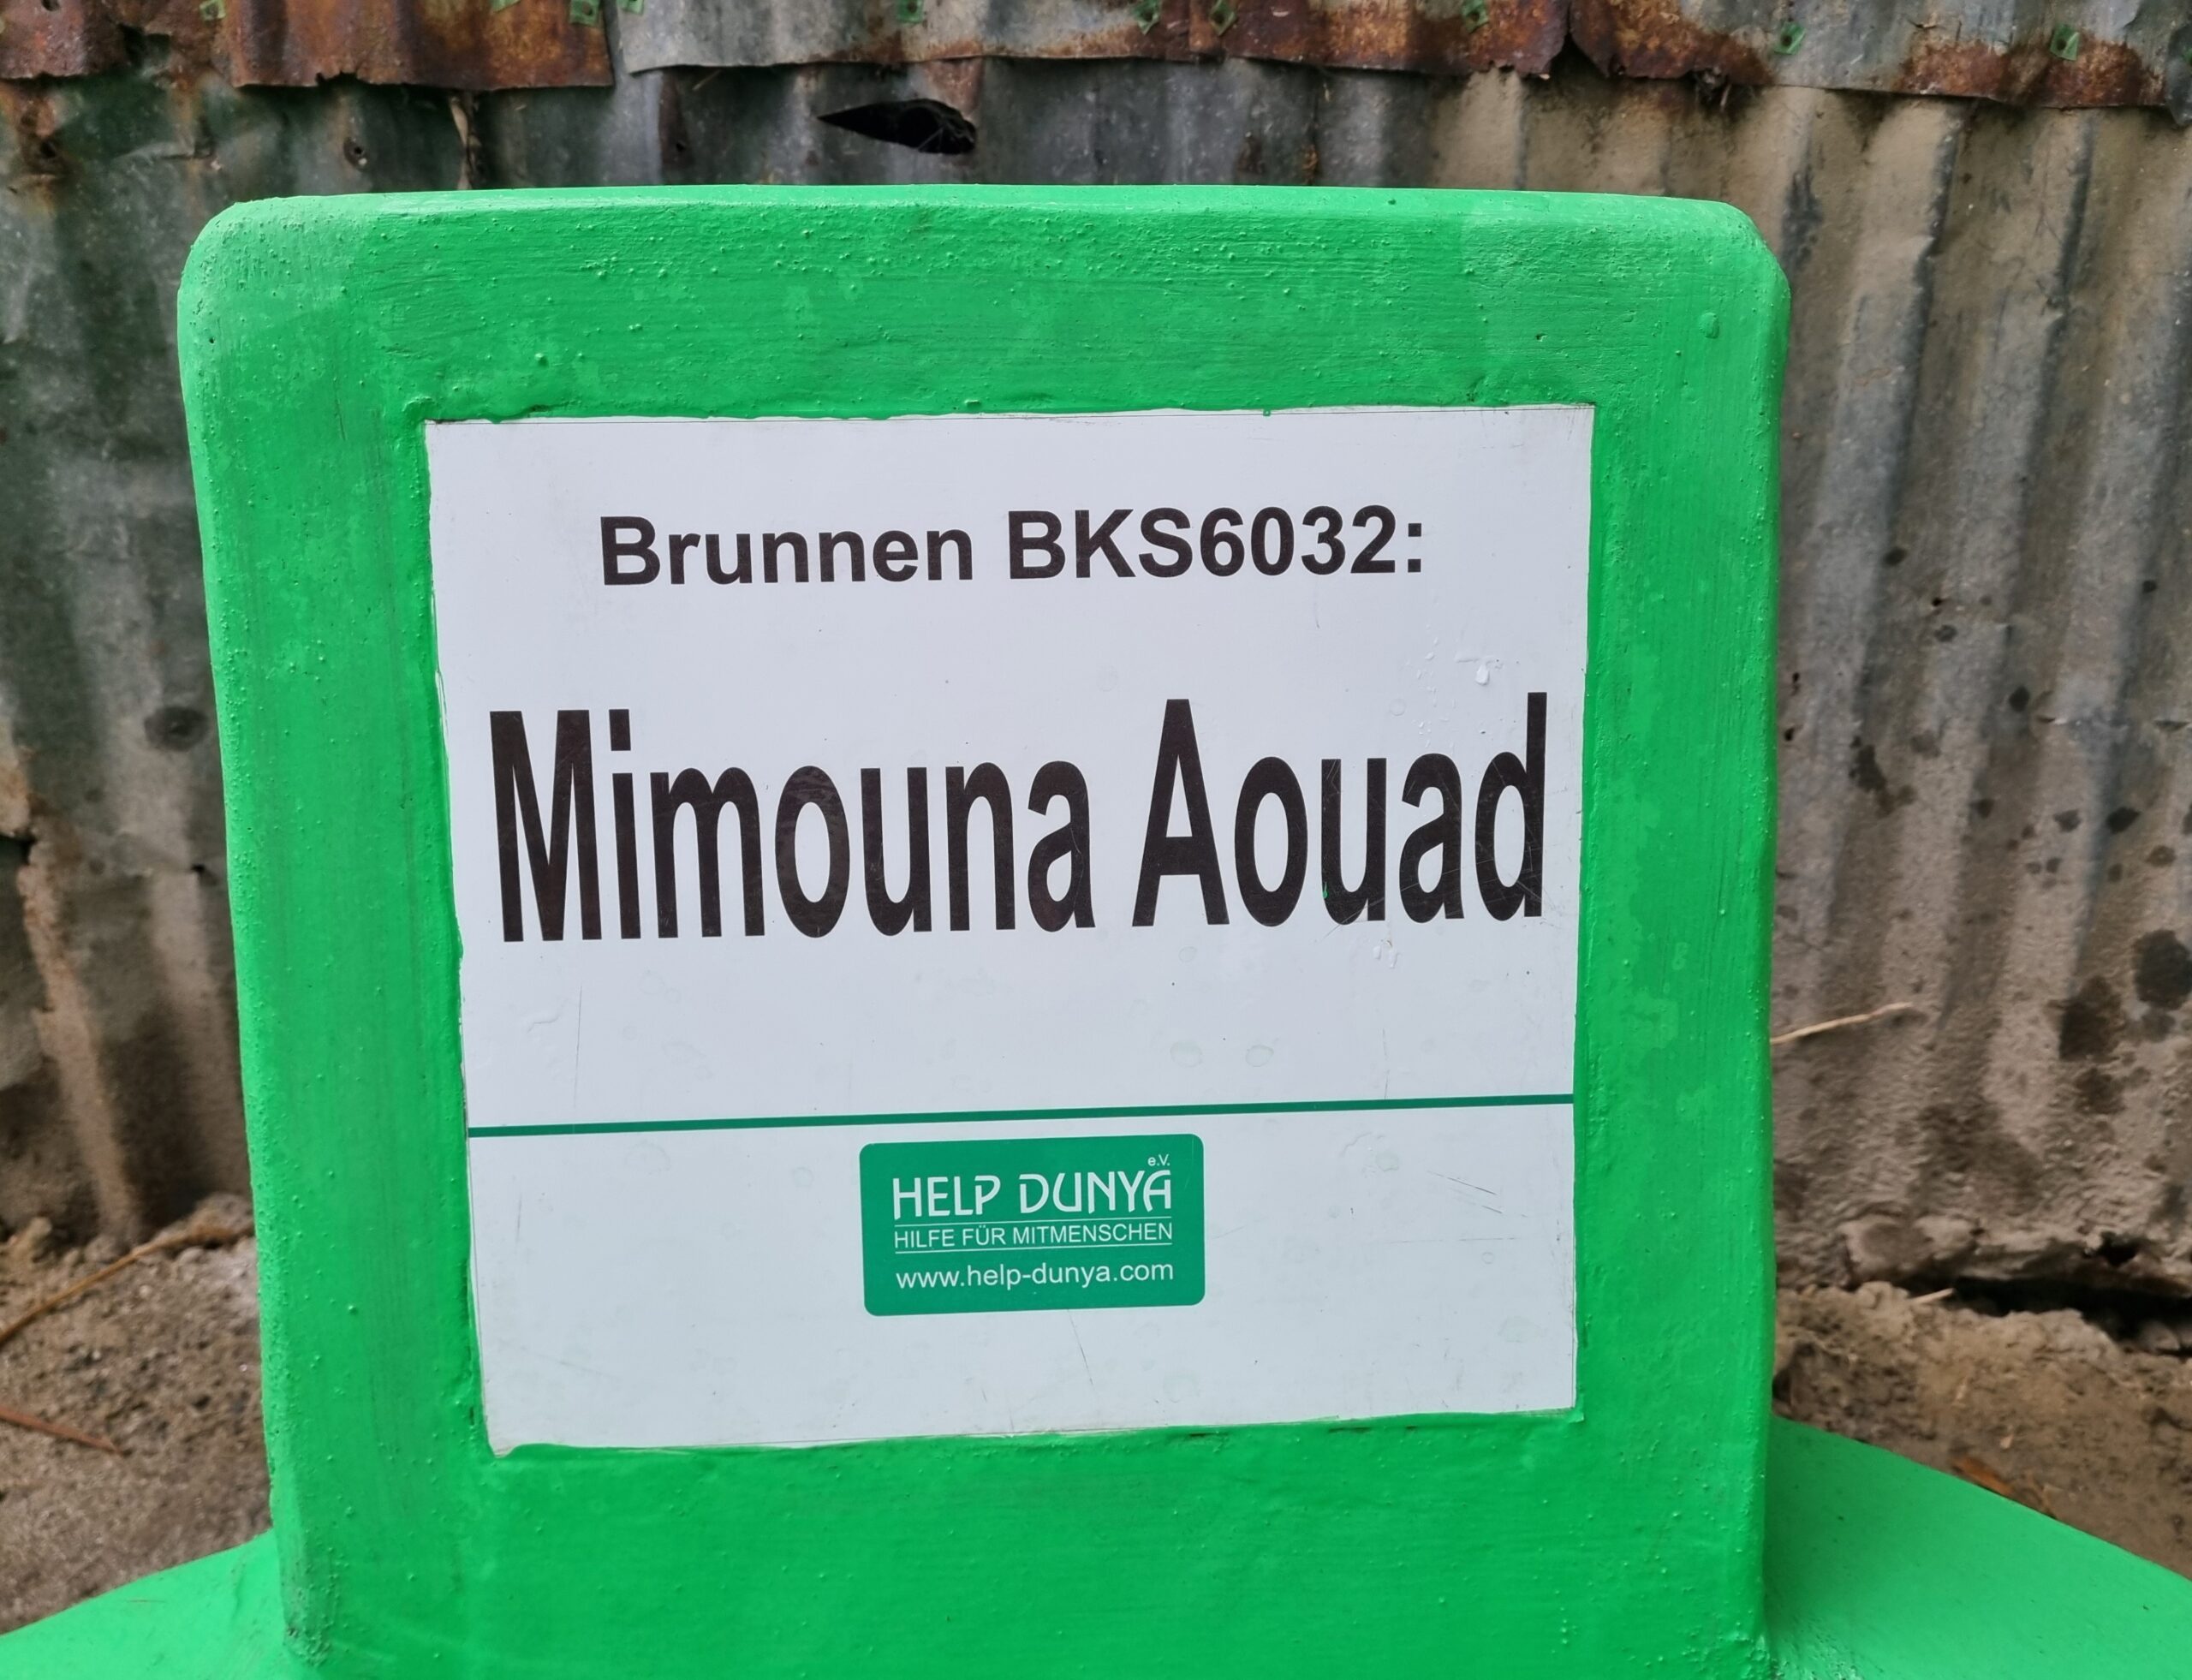 Brunnen BKS6032:
Mimouna Aouad
e.V.
HELP DUNYA
HILFE FÜR MITMENSCHEN
www.help-dunya.com